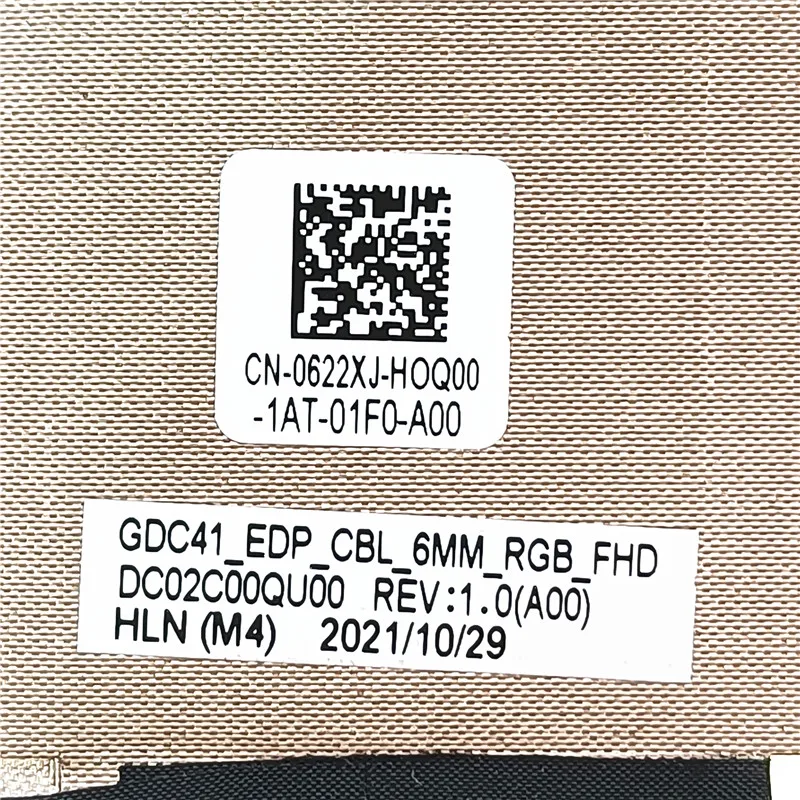 CN-0622XJ-HOQ00
-1AT-01F0-A00
GDC41_EDP_CBL_6MM_RGB_FHD
DC02C00QU00 REV:1.0(A00)
HLN (M4) 2021/10/29